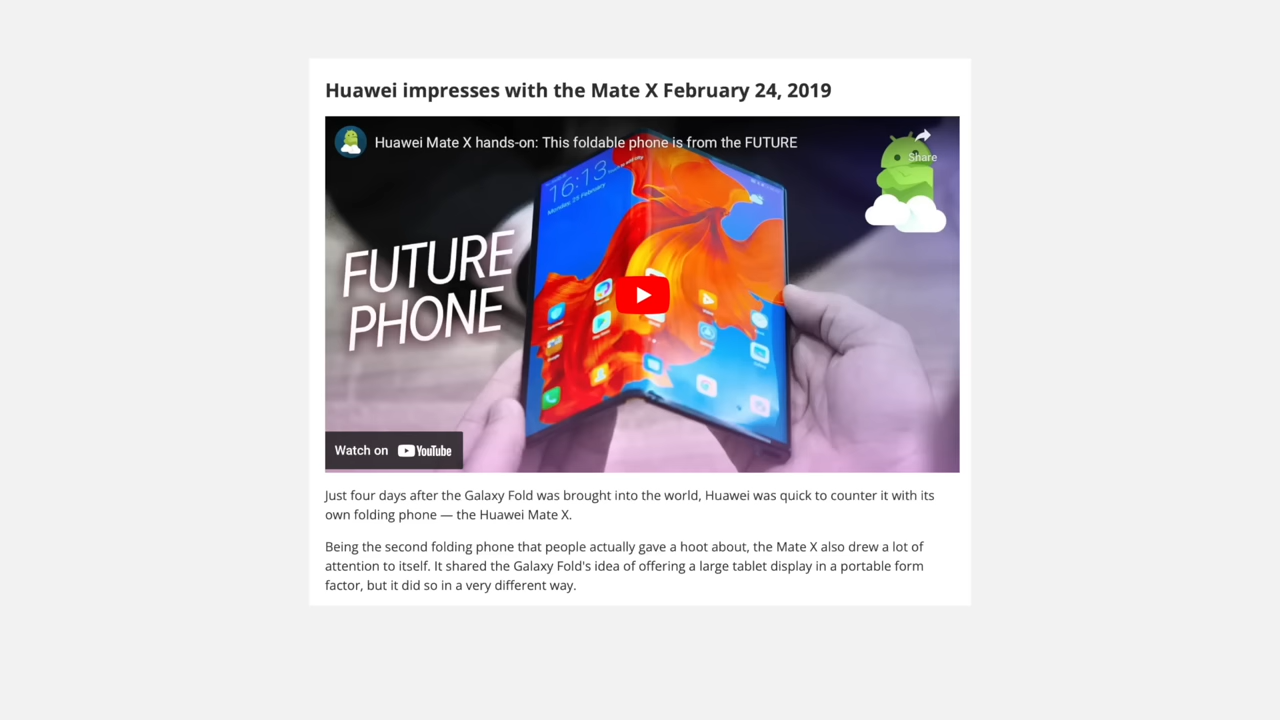 Huawei impresses with the Mate X February 24, 2019
Huawei Mate X hands-on: This foldable phone is from the FUTURE
Share
16:13
Monday, 25 February
FUTURE
PHONE
Watch on YouTube
Just four days after the Galaxy Fold was brought into the world, Huawei was quick to counter it with its
own folding phone — the Huawei Mate X.
Being the second folding phone that people actually gave a hoot about, the Mate X also drew a lot of
attention to itself. It shared the Galaxy Fold's idea of offering a large tablet display in a portable form
factor, but it did so in a very different way.